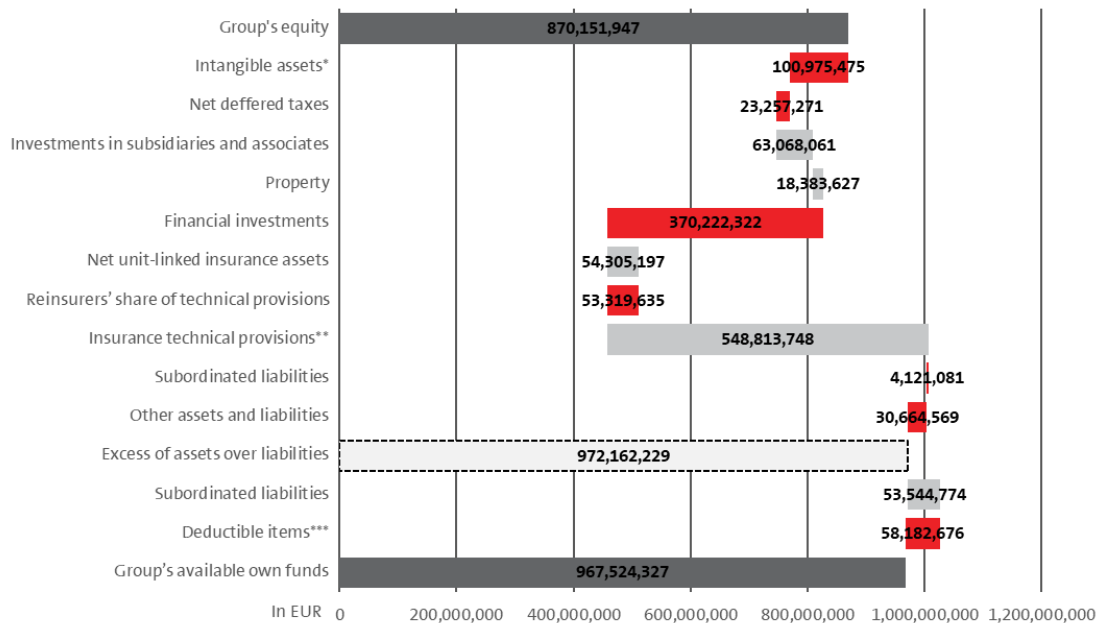 Group's equity 870,151,947
Intangible assets* 100,975,475
Net deffered taxes 23,257,271
Investments in subsidiaries and associates 63,068,061
Property 18,383,627
Financial investments 370,222,322
Net unit-linked insurance assets 54,305,197
Reinsurers’ share of technical provisions 53,319,635
Insurance technical provisions** 548,813,748
Subordinated liabilities 4,121,081
Other assets and liabilities 30,664,569
Excess of assets over liabilities 972,162,229
Subordinated liabilities 53,544,774
Deductible items*** 58,182,676
Group’s available own funds 967,524,327
In EUR 0 200,000,000 400,000,000 600,000,000 800,000,000 1,000,000,000 1,200,000,000